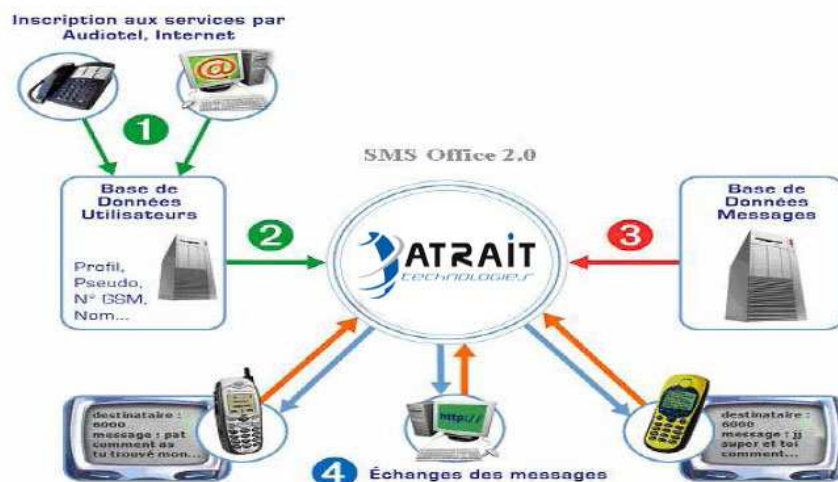 Inscription aux services par
Audiotel, Internet
@
1
SMS Office 2.0
Base de
Données
Utilisateurs
Profil,
Pseudo,
N° GSM,
Nom...
2
ATRAIT
technologies
3
Base de
Données
Messages
destinataire :
6000
message : pat
comment as
tu trouvé mon...
http://
destinataire :
6000
message : jj
super et toi
comment...
4 Échanges des messages